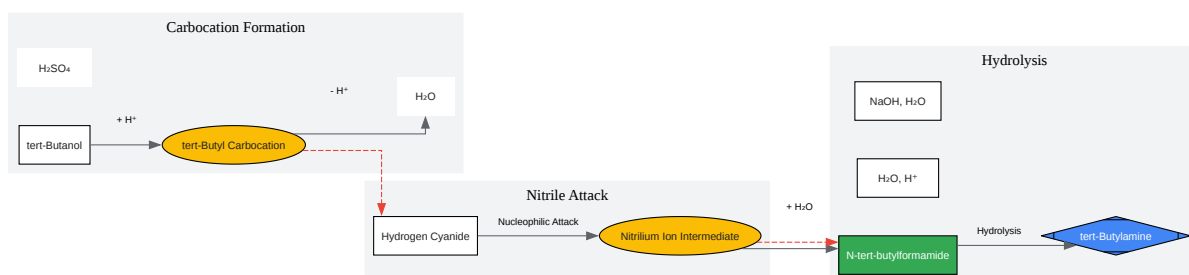 Carbocation Formation
H₂SO₄
- H⁺
H₂O
+ H⁺
tert-Butanol
tert-Butyl Carbocation
Nitrile Attack
Hydrogen Cyanide
Nucleophilic Attack
Nitrilium Ion Intermediate
+ H₂O
Hydrolysis
NaOH, H₂O
H₂O, H⁺
N-tert-butylformamide
Hydrolysis
tert-Butylamine